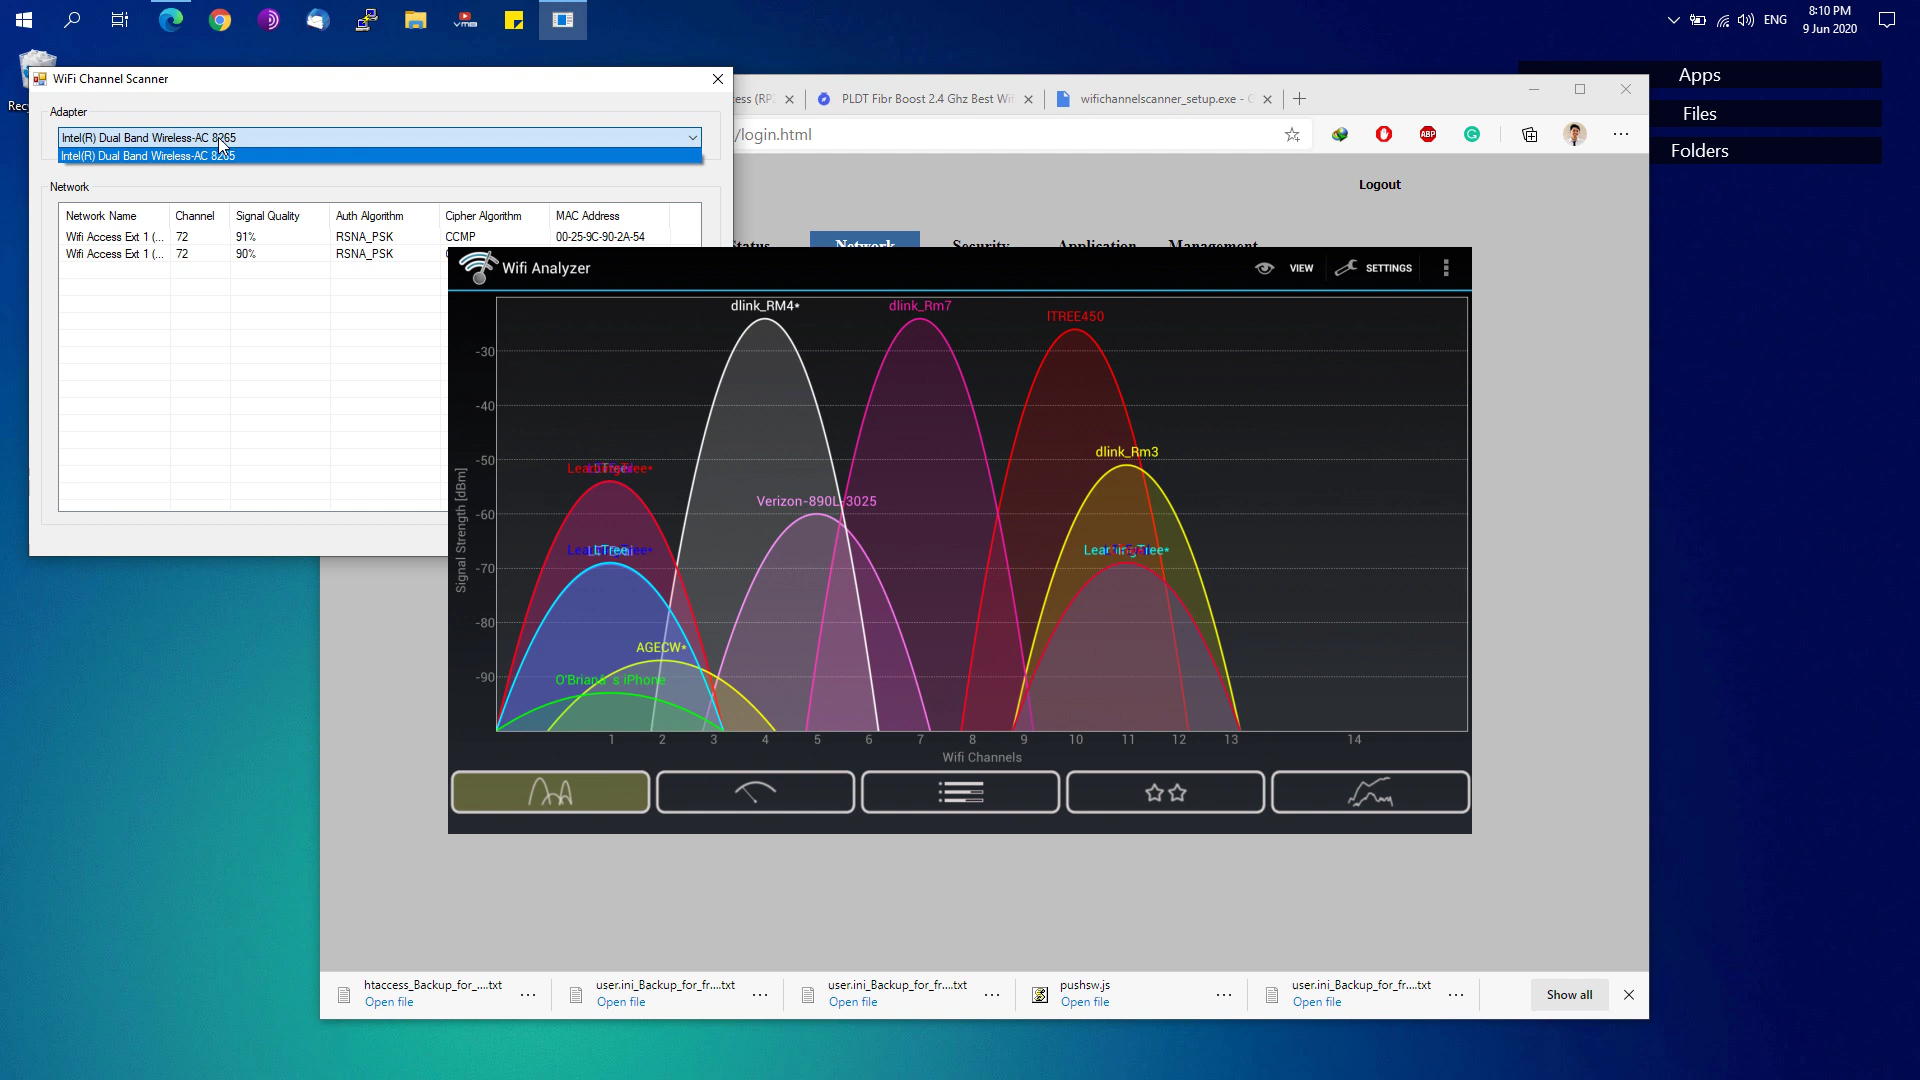 ENG
8:10 PM
9 Jun 2020
WiFi Channel Scanner
Adapter
Intel(R) Dual Band Wireless-AC 8265
Intel(R) Dual Band Wireless-AC 8265
Network
Network Name Channel Signal Quality Auth Algorithm Cipher Algorithm MAC Address
Wifi Access Ext 1 (... 72 91% RSNA_PSK CCMP 00-25-9C-90-2A-54
Wifi Access Ext 1 (... 72 90% RSNA_PSK
PLDT Fibr Boost 2.4 Ghz Best Wif
wifichannelscanner_setup.exe -
/login.html
ABP
Apps
Files
Folders
Logout
Status Network Security Application Management
Wifi Analyzer
VIEW
SETTINGS
dlink_RM4*
dlink_Rm7
ITREE450
dlink_Rm3
Verizon-890L-3025
LearningTree*
AGECW*
O'Brianâ s iPhone
Signal Strength [dBm]
-30
-40
-50
-60
-70
-80
-90
1 2 3 4 5 6 7 8 9 10 11 12 13 14
Wifi Channels
htaccess_Backup_for_....txt
Open file
user.ini_Backup_for_fr....txt
Open file
user.ini_Backup_for_fr....txt
Open file
pushsw.js
Open file
user.ini_Backup_for_fr....txt
Open file
Show all